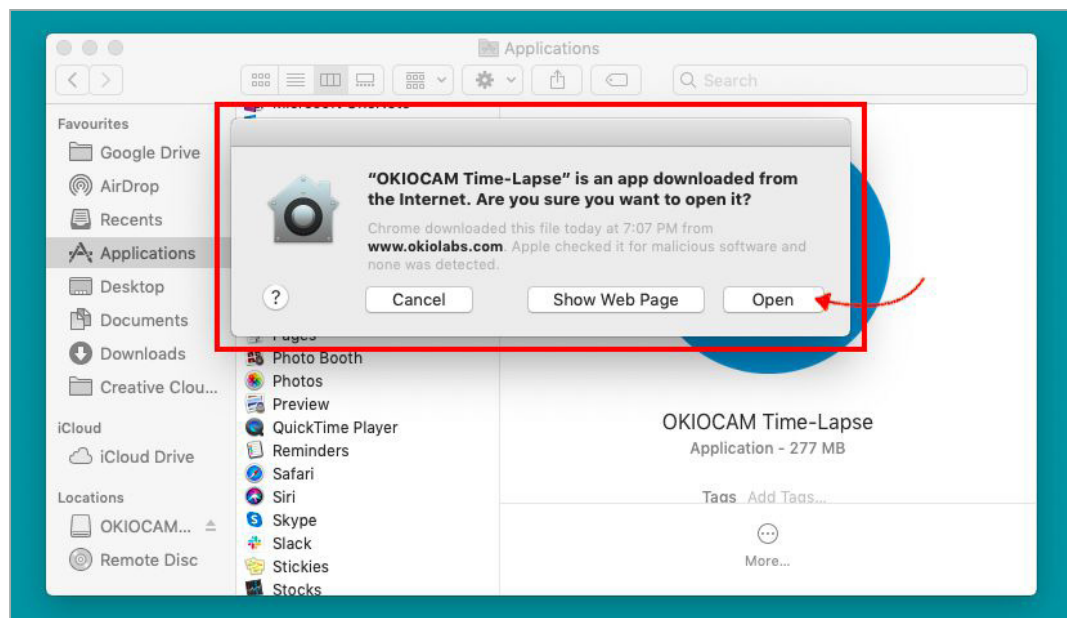 Applications
Search
Favourites
Google Drive
AirDrop
Recents
Applications
Desktop
Documents
Downloads
Creative Clou...
iCloud
iCloud Drive
Locations
OKIOCAM...
Remote Disc
“OKIOCAM Time-Lapse” is an app downloaded from
the Internet. Are you sure you want to open it?
Chrome downloaded this file today at 7:07 PM from
www.okiolabs.com. Apple checked it for malicious software and
none was detected.
?
Cancel
Show Web Page
Open
Pages
Photo Booth
Photos
Preview
QuickTime Player
Reminders
Safari
Siri
Skype
Slack
Stickies
Stocks
OKIOCAM Time-Lapse
Application - 277 MB
Tags Add Tags...
More...